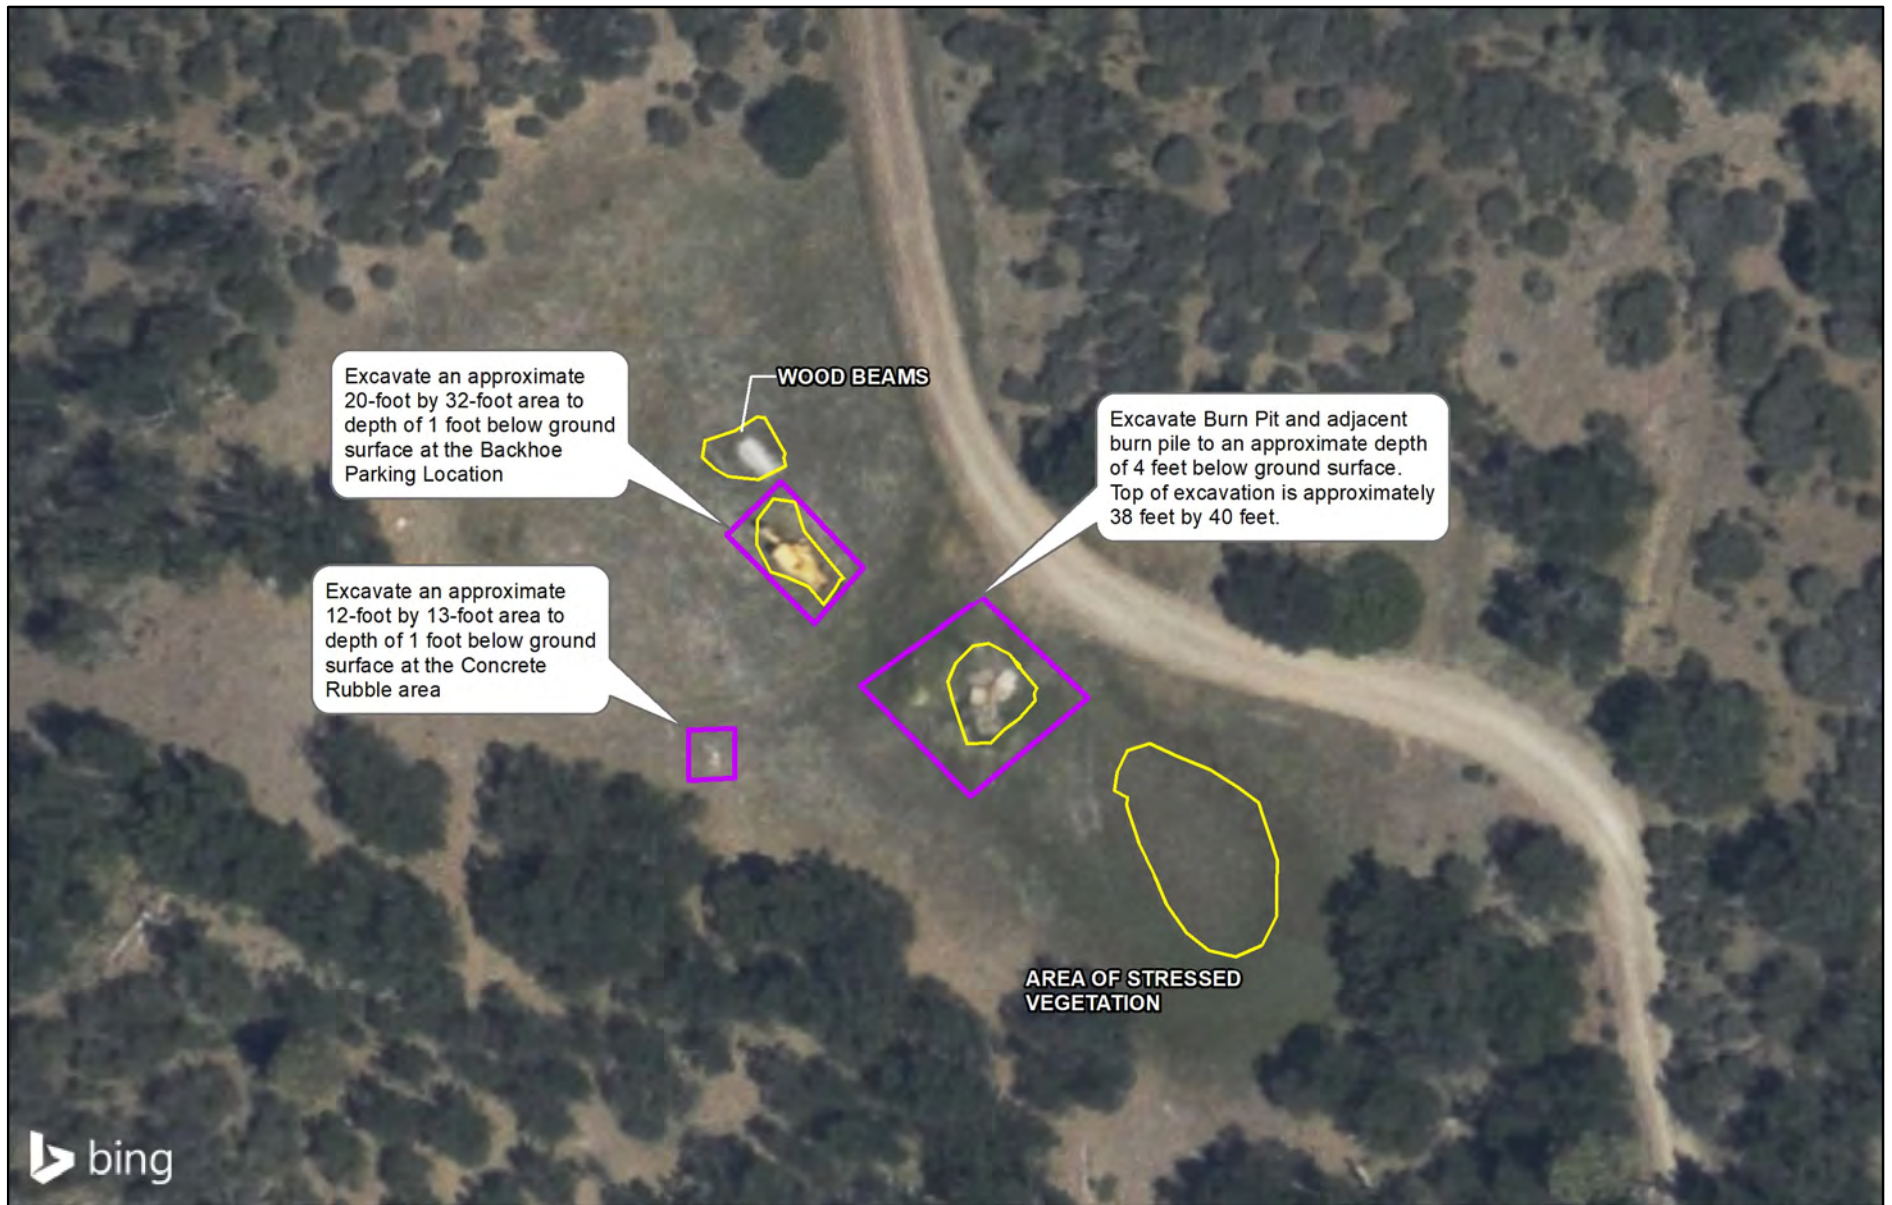 Excavate an approximate
20-foot by 32-foot area to
depth of 1 foot below ground
surface at the Backhoe
Parking Location
WOOD BEAMS
Excavate Burn Pit and adjacent
burn pile to an approximate depth
of 4 feet below ground surface.
Top of excavation is approximately
38 feet by 40 feet.
Excavate an approximate
12-foot by 13-foot area to
depth of 1 foot below ground
surface at the Concrete
Rubble area
AREA OF STRESSED
VEGETATION
bing